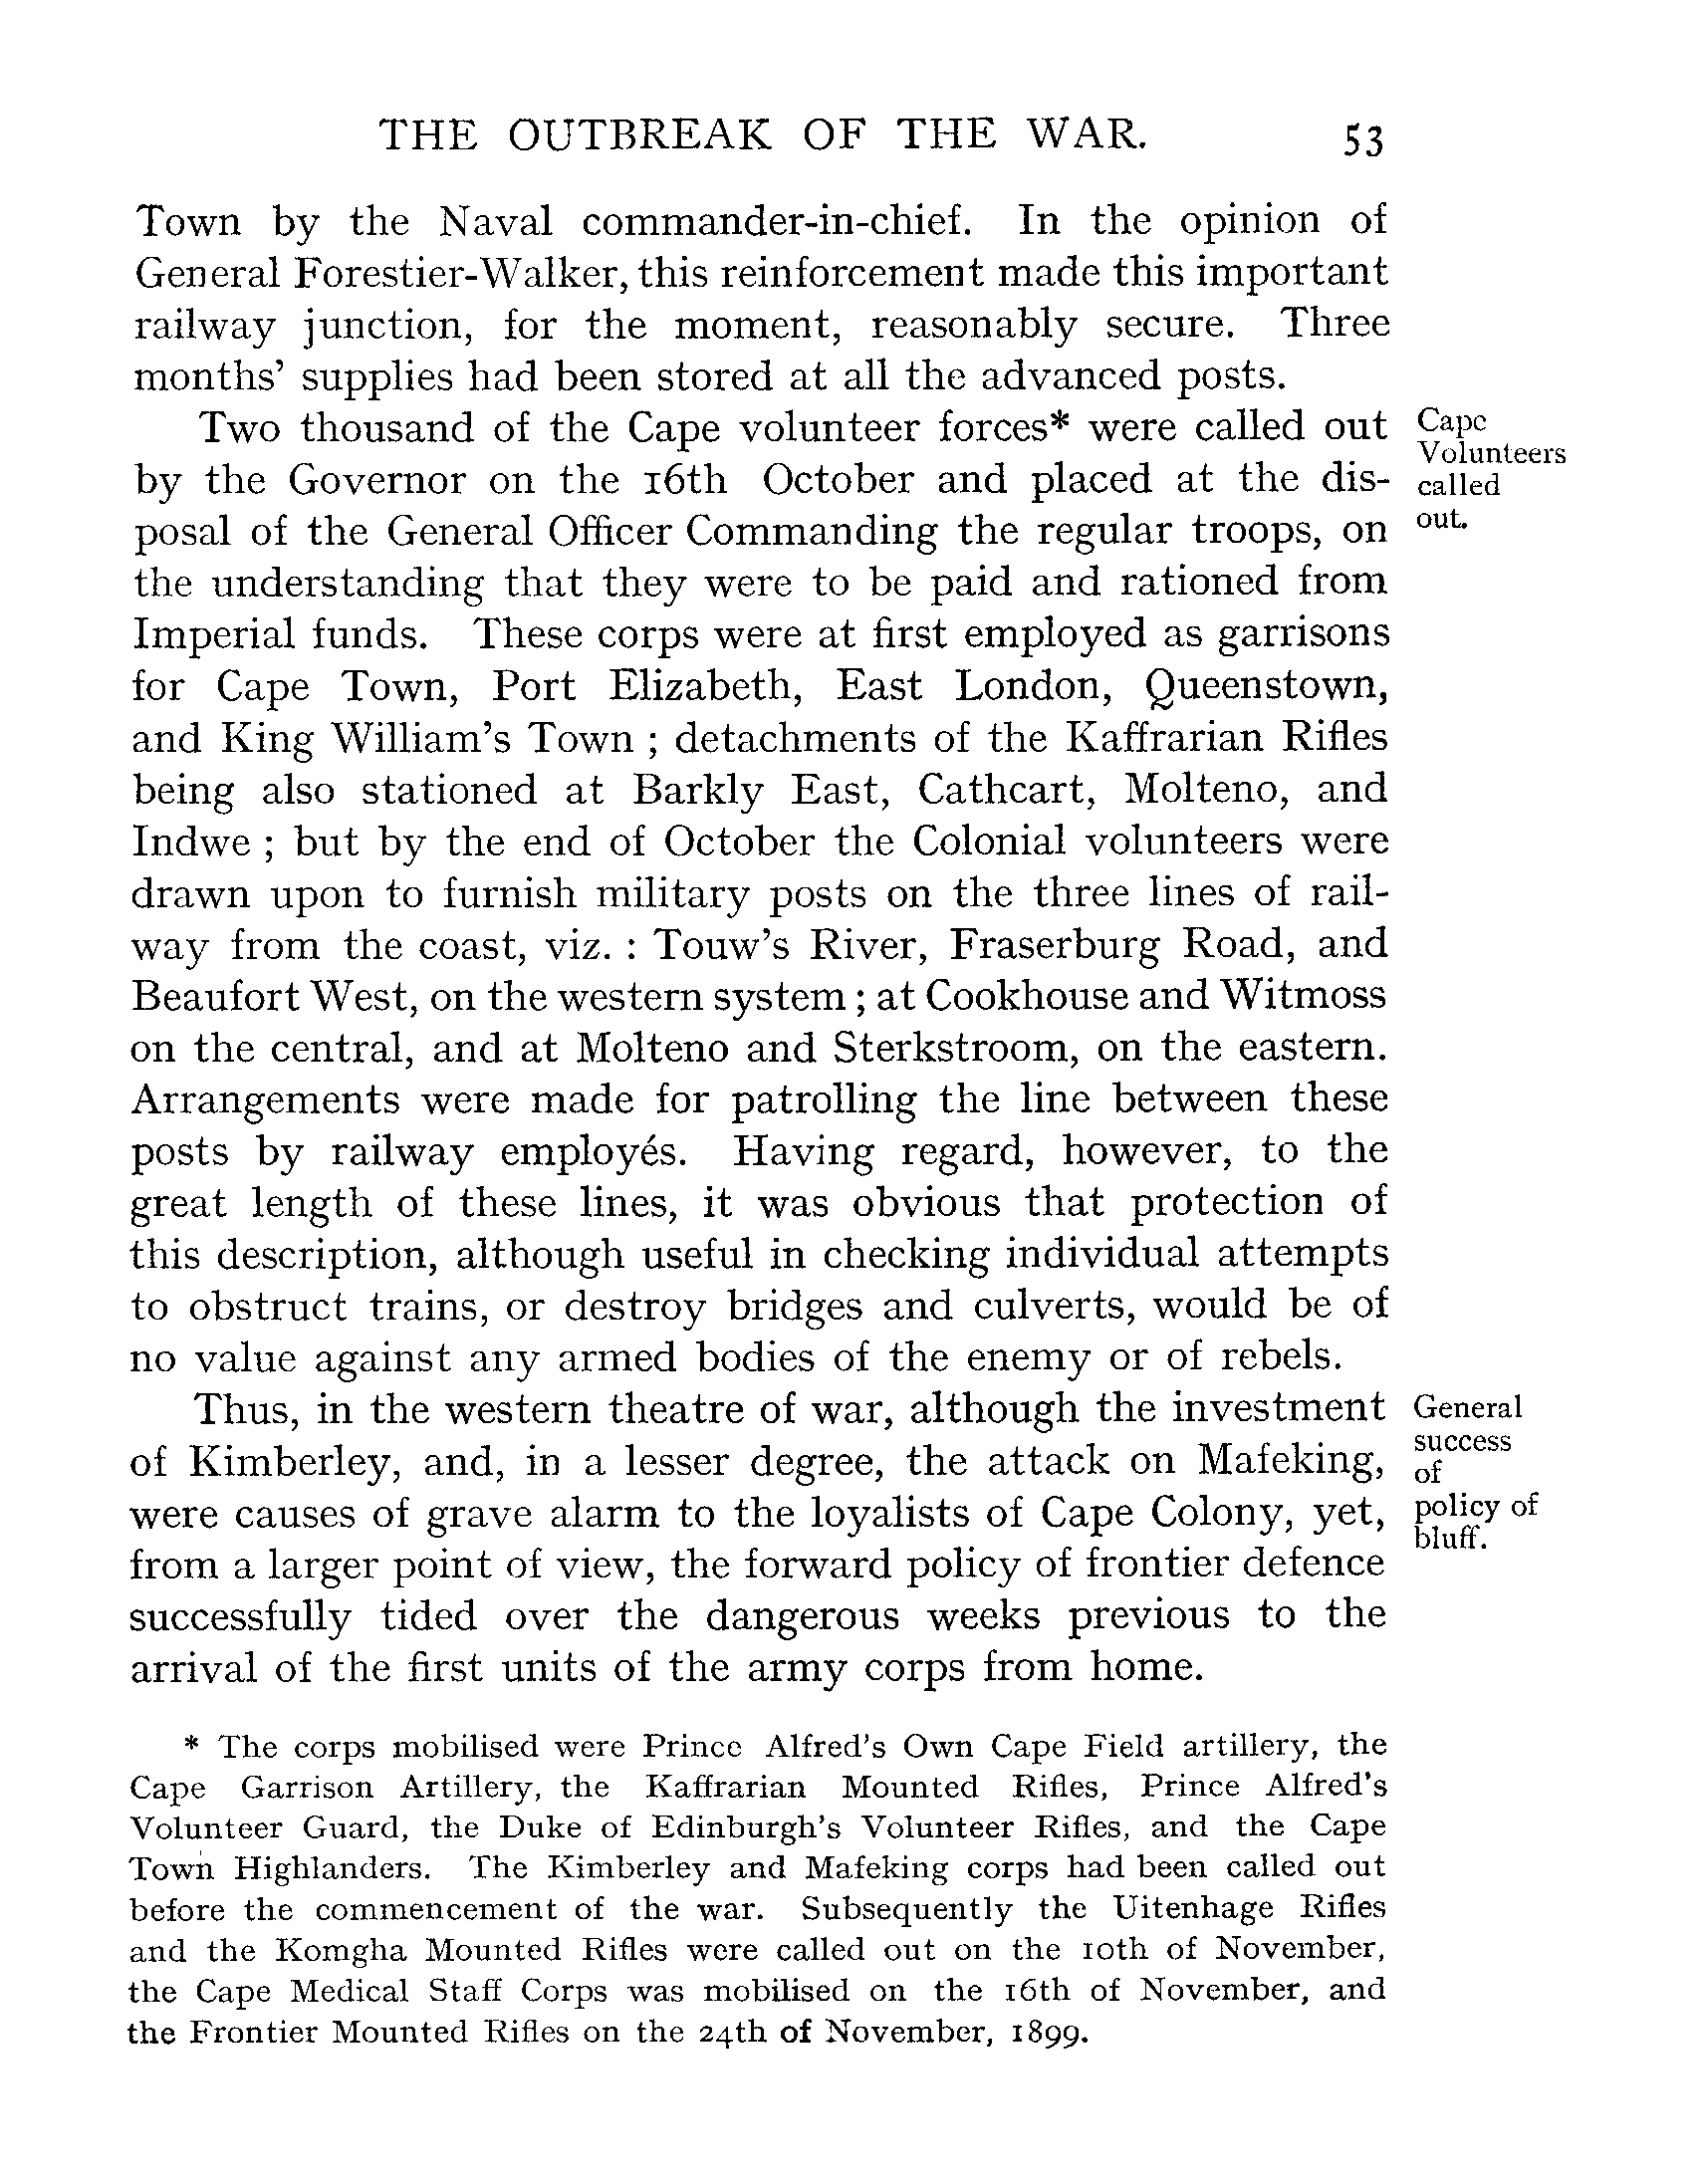 THE OUTBREAK OF THE WAR. 53
Town by the Naval commander-in-chief. In the opinion of
General Forestier-Walker, this reinforcement made this important
railway junction, for the moment, reasonably secure. Three
months' supplies had been stored at all the advanced posts.
Two thousand of the Cape volunteer forces* were called out
by the Governor on the 16th October and placed at the dis-
posal of the General Officer Commanding the regular troops, on
the understanding that they were to be paid and rationed from
Imperial funds. These corps were at first employed as garrisons
for Cape Town, Port Elizabeth, East London, Queenstown,
and King William's Town ; detachments of the Kaffrarian Rifles
being also stationed at Barkly East, Cathcart, Molteno, and
Indwe ; but by the end of October the Colonial volunteers were
drawn upon to furnish military posts on the three lines of rail-
way from the coast, viz. : Touw's River, Fraserburg Road, and
Beaufort West, on the western system ; at Cookhouse and Witmoss
on the central, and at Molteno and Sterkstroom, on the eastern.
Arrangements were made for patrolling the line between these
posts by railway employés. Having regard, however, to the
great length of these lines, it was obvious that protection of
this description, although useful in checking individual attempts
to obstruct trains, or destroy bridges and culverts, would be of
no value against any armed bodies of the enemy or of rebels.
Thus, in the western theatre of war, although the investment
of Kimberley, and, in a lesser degree, the attack on Mafeking,
were causes of grave alarm to the loyalists of Cape Colony, yet,
from a larger point of view, the forward policy of frontier defence
successfully tided over the dangerous weeks previous to the
arrival of the first units of the army corps from home.
Cape
Volunteers
called
out.
General
success
of
policy of
bluff.
* The corps mobilised were Prince Alfred's Own Cape Field artillery, the
Cape Garrison Artillery, the Kaffrarian Mounted Rifles, Prince Alfred's
Volunteer Guard, the Duke of Edinburgh's Volunteer Rifles, and the Cape
Town Highlanders. The Kimberley and Mafeking corps had been called out
before the commencement of the war. Subsequently the Uitenhage Rifles
and the Komgha Mounted Rifles were called out on the 10th of November,
the Cape Medical Staff Corps was mobilised on the 16th of November, and
the Frontier Mounted Rifles on the 24th of November, 1899.